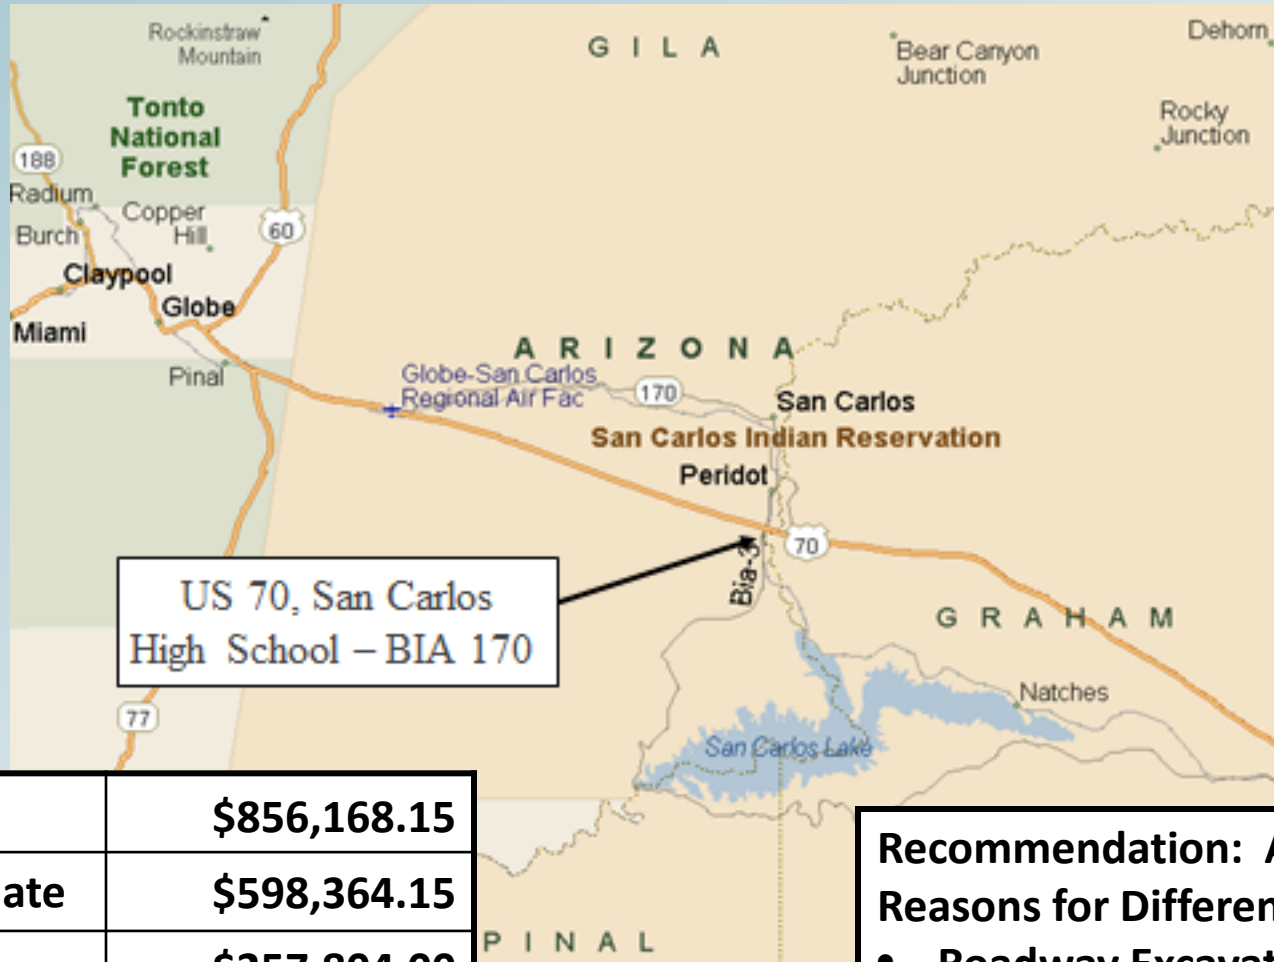 Rockinstraw
Mountain
G I L A
Bear Canyon
Junction
Dehorn
Tonto
National
Forest
Rocky
Junction
188
Radium
Copper
Hill
Burch
60
Claypool
Globe
Miami
A R I Z O N A
Pinal
Globe-San Carlos
Regional Air Fac
170
San Carlos
San Carlos Indian Reservation
Peridot
70
Bia-3
US 70, San Carlos
High School – BIA 170
G R A H A M
Natches
77
San Carlos Lake
$856,168.15
ate
$598,364.15
P I N A L
Recommendation: A
Reasons for Differen